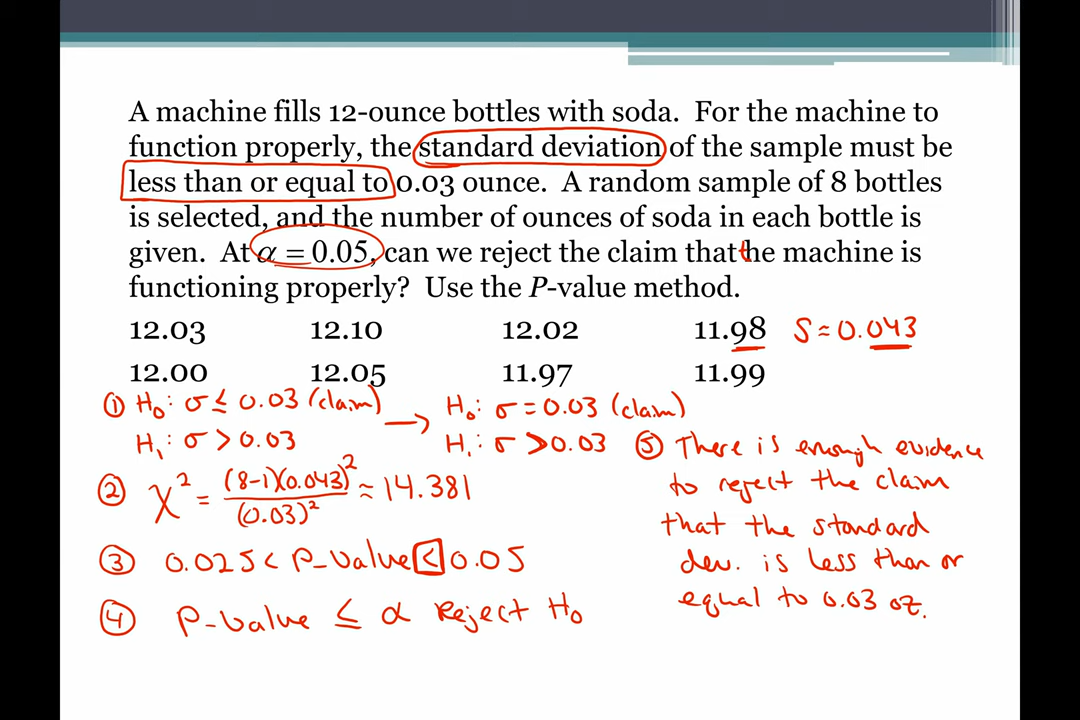 A machine fills 12-ounce bottles with soda. For the machine to
function properly, the standard deviation of the sample must be
less than or equal to 0.03 ounce. A random sample of 8 bottles
is selected, and the number of ounces of soda in each bottle is
given. At α = 0.05, can we reject the claim that the machine is
functioning properly? Use the P-value method.
12.03 12.10 12.02 11.98 S ≈ 0.043
12.00 12.05 11.97 11.99
① H₀: σ ≤ 0.03 (claim) → H₀: σ = 0.03 (claim)
H₁: σ > 0.03 H₁: σ > 0.03
② χ² = (8-1)(0.043)² / (0.03)² ≈ 14.381
③ 0.025 < P-value < 0.05
④ P-value ≤ α Reject H₀
⑤ There is enough evidence
to reject the claim
that the standard
dev. is less than or
equal to 0.03 oz.